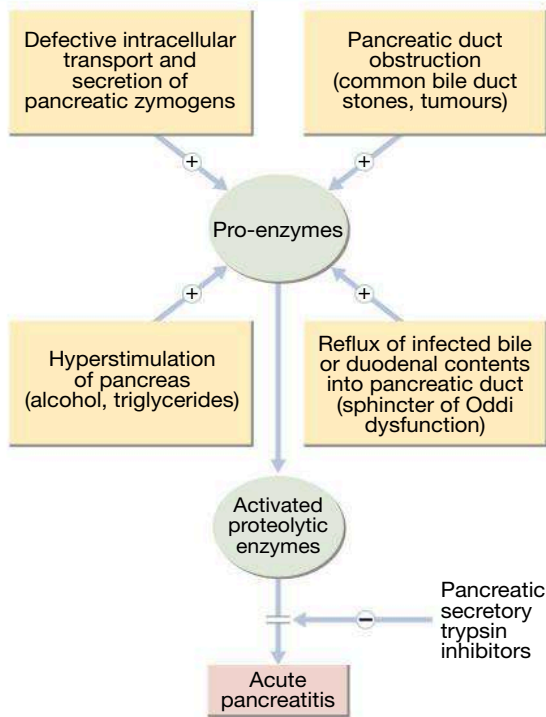 Defective intracellular
transport and
secretion of
pancreatic zymogens
Pancreatic duct
obstruction
(common bile duct
stones, tumours)
+
+
Pro-enzymes
+
+
Hyperstimulation
of pancreas
(alcohol, triglycerides)
Reflux of infected bile
or duodenal contents
into pancreatic duct
(sphincter of Oddi
dysfunction)
Activated
proteolytic
enzymes
−
Pancreatic
secretory
trypsin
inhibitors
Acute
pancreatitis